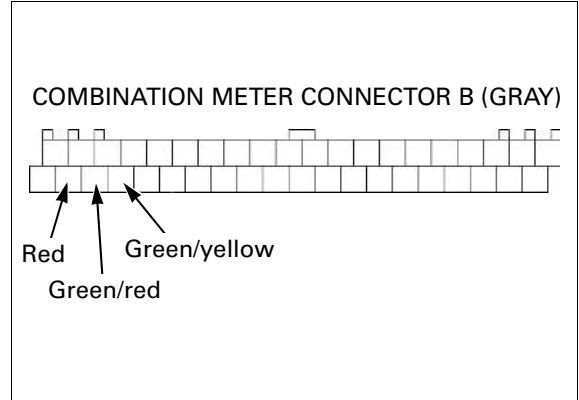 COMBINATION METER CONNECTOR B (GRAY)
Red
Green/yellow
Green/red